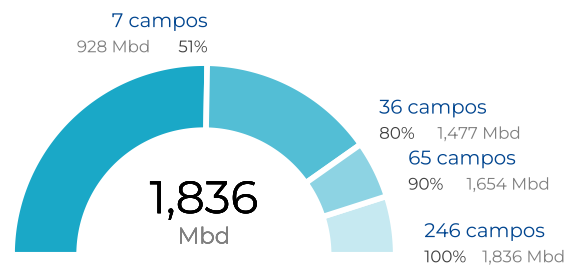 7 campos
928 Mbd 51%
36 campos
80% 1,477 Mbd
65 campos
90% 1,654 Mbd
1,836
Mbd
246 campos
100% 1,836 Mbd